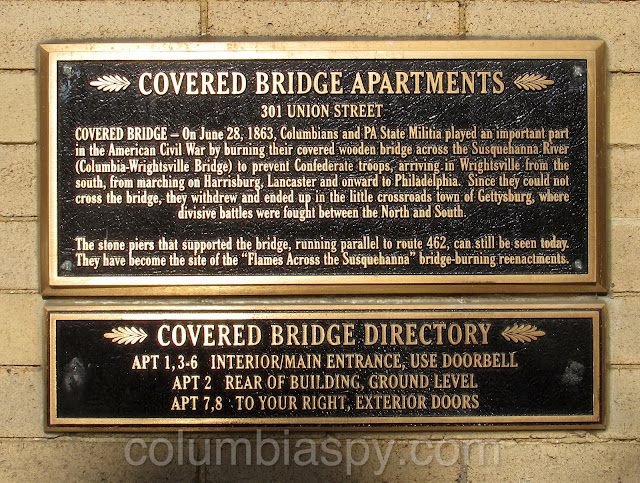 COVERED BRIDGE APARTMENTS
301 UNION STREET
COVERED BRIDGE – On June 28, 1863, Columbians and PA State Militia played an important part
in the American Civil War by burning their covered wooden bridge across the Susquehanna River
(Columbia-Wrightsville Bridge) to prevent Confederate troops, arriving in Wrightsville from the
south, from marching on Harrisburg, Lancaster and onward to Philadelphia. Since they could not
cross the bridge, they withdrew and ended up in the little crossroads town of Gettysburg, where
divisive battles were fought between the North and South.
The stone piers that supported the bridge, running parallel to route 462, can still be seen today.
They have become the site of the "Flames Across the Susquehanna" bridge-burning reenactments.
COVERED BRIDGE DIRECTORY
APT 1,3-6 INTERIOR/MAIN ENTRANCE, USE DOORBELL
APT 2 REAR OF BUILDING, GROUND LEVEL
APT 7,8 TO YOUR RIGHT, EXTERIOR DOORS
columbiaspy.com